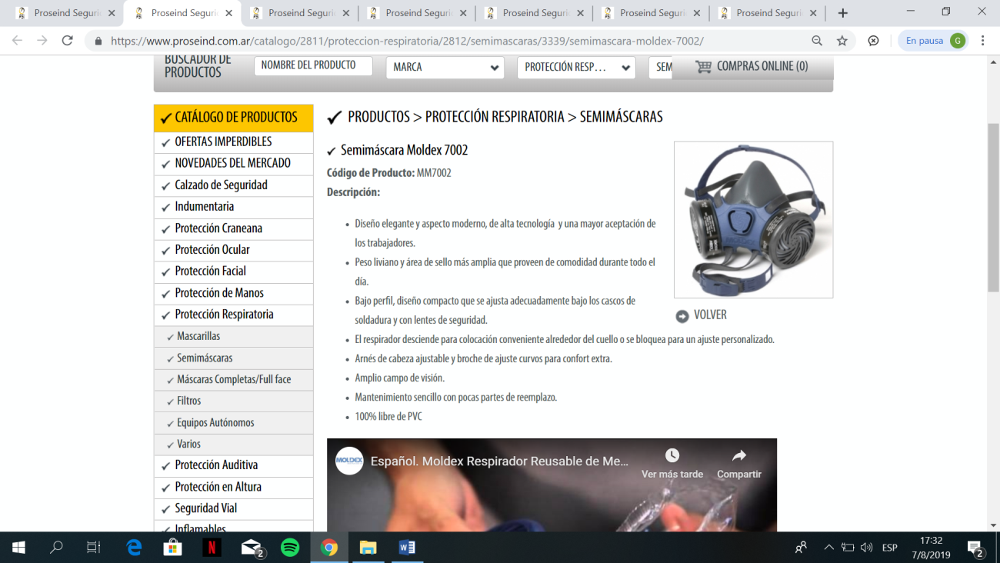 Proseind Seguri
Proseind Seguri
Proseind Seguri
Proseind Seguri
Proseind Seguri
Proseind Seguri
Proseind Seguri
https://www.proseind.com.ar/catalogo/2811/proteccion-respiratoria/2812/semimascaras/3339/semimascara-moldex-7002/
En pausa G
BUSCADOR DE
PRODUCTOS
NOMBRE DEL PRODUCTO
MARCA
PROTECCIÓN RESP...
SEM
COMPRAS ONLINE (0)
CATÁLOGO DE PRODUCTOS
OFERTAS IMPERDIBLES
NOVEDADES DEL MERCADO
Calzado de Seguridad
Indumentaria
Protección Craneana
Protección Ocular
Protección Facial
Protección de Manos
Protección Respiratoria
Mascarillas
Semimáscaras
Máscaras Completas/Full face
Filtros
Equipos Autónomos
Varios
Protección Auditiva
Protección en Altura
Seguridad Vial
Inflamables
PRODUCTOS > PROTECCIÓN RESPIRATORIA > SEMIMÁSCARAS
Semimáscara Moldex 7002
Código de Producto: MM7002
Descripción:
• Diseño elegante y aspecto moderno, de alta tecnología y una mayor aceptación de
los trabajadores.
• Peso liviano y área de sello más amplia que proveen de comodidad durante todo el
día.
• Bajo perfil, diseño compacto que se ajusta adecuadamente bajo los cascos de
soldadura y con lentes de seguridad.
• El respirador desciende para colocación conveniente alrededor del cuello o se bloquea para un ajuste personalizado.
• Arnés de cabeza ajustable y broche de ajuste curvos para confort extra.
• Amplio campo de visión.
• Mantenimiento sencillo con pocas partes de reemplazo.
• 100% libre de PVC
MOLDEX
VOLVER
MOLDEX
Español. Moldex Respirador Reusable de Me...
Ver más tarde
Compartir
2
ESP
17:32
7/8/2019
2